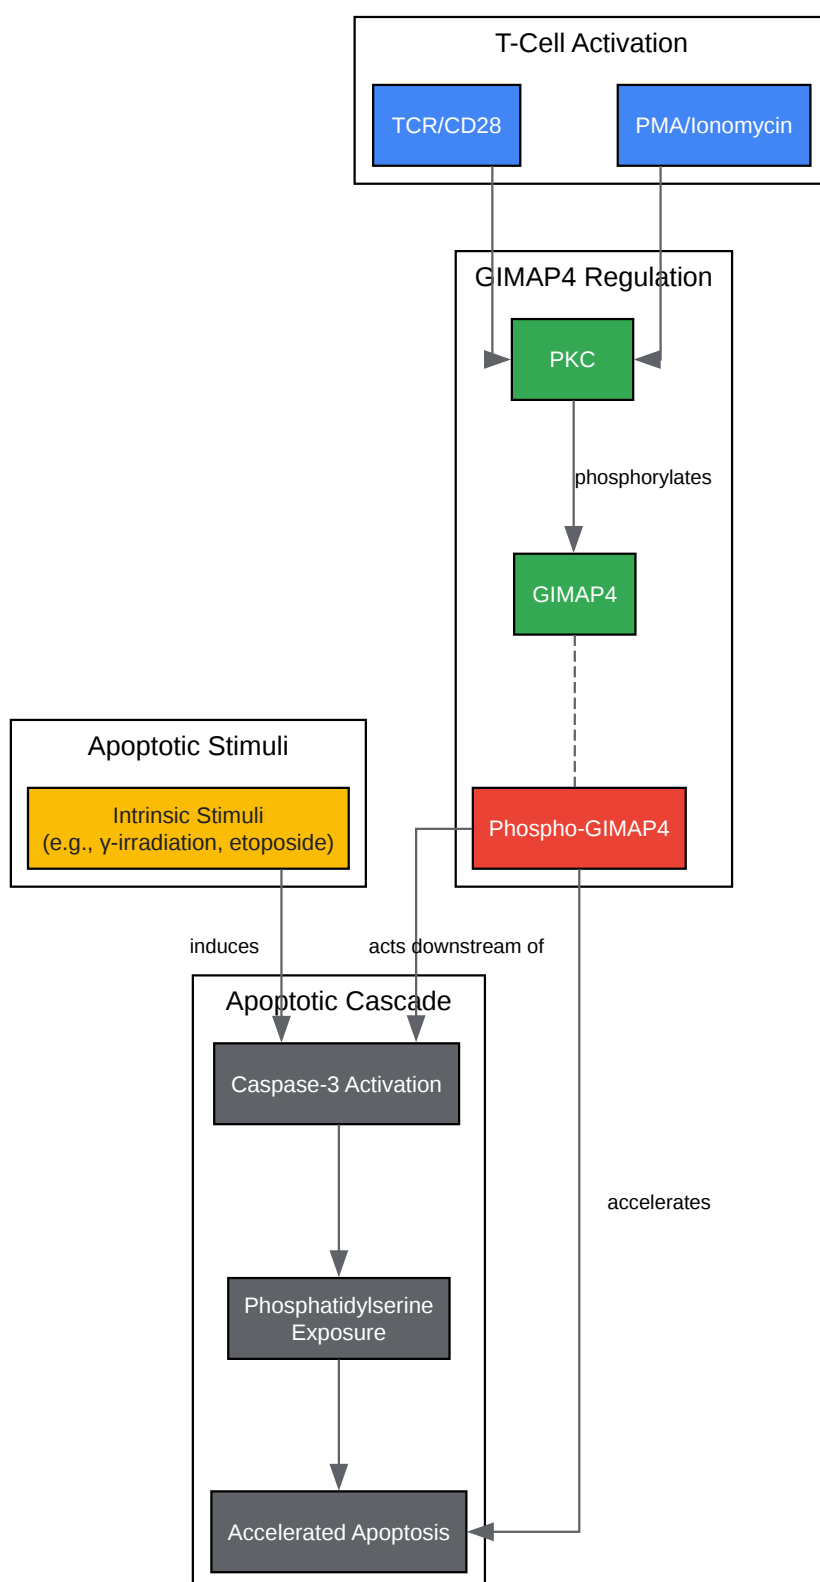 T-Cell Activation
TCR/CD28
PMA/Ionomycin
GIMAP4 Regulation
PKC
phosphorylates
GIMAP4
Apoptotic Stimuli
Intrinsic Stimuli
(e.g., γ-irradiation, etoposide)
Phospho-GIMAP4
induces
acts downstream of
Apoptotic Cascade
Caspase-3 Activation
accelerates
Phosphatidylserine
Exposure
Accelerated Apoptosis